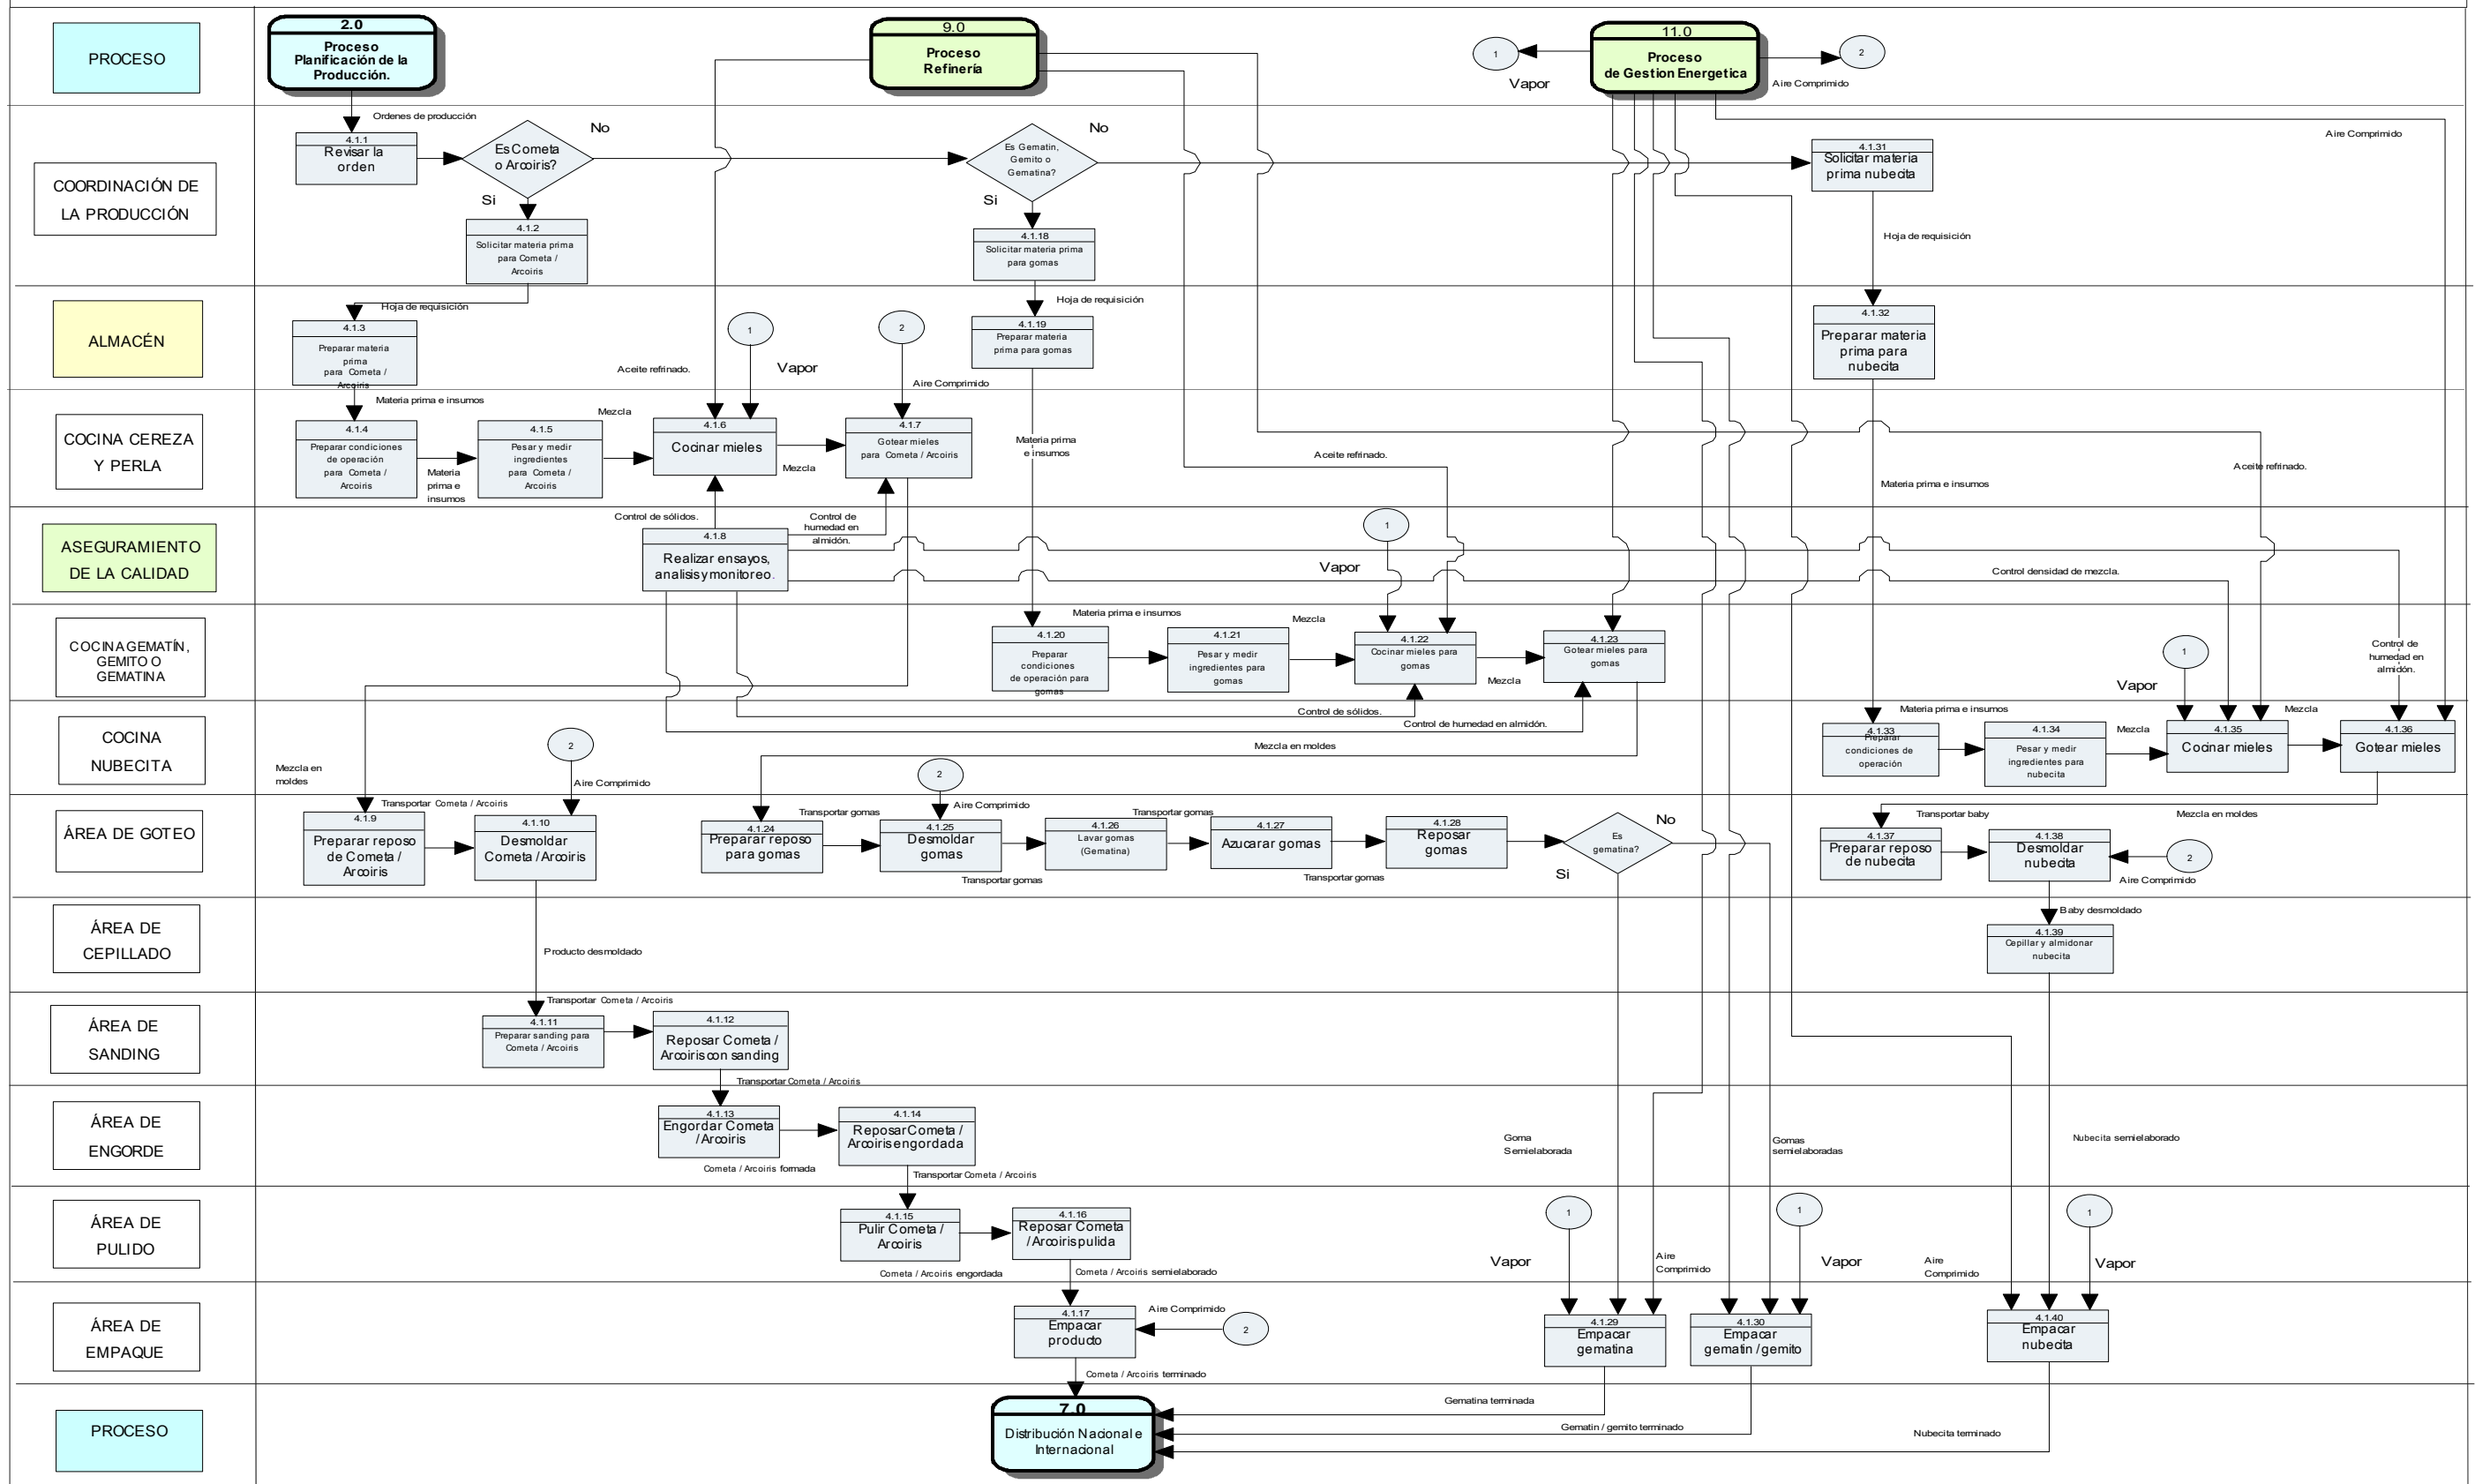 PROCESO
2.0
Proceso
Planificación de la
Producción.
9.0
Proceso
Refinería
1
Vapor
11.0
Proceso
de Gestion Energetica
2
Aire Comprimido
COORDINACIÓN DE
LA PRODUCCIÓN
Ordenes de producción
4.1.1
Revisar la
orden
Es Cometa
o Arcoiris?
No
Si
4.1.2
Solicitar materia prima
para Cometa /
Arcoiris
Es Gematin,
Gemito o
Gematina?
No
Si
4.1.18
Solicitar materia prima
para gomas
4.1.31
Solicitar materia
prima nubecita
Aire Comprimido
Hoja de requisición
ALMACÉN
Hoja de requisición
4.1.3
Preparar materia
prima
para Cometa /
Arcoiris
Aceite refrinado.
1
Vapor
2
Aire Comprimido
Hoja de requisición
4.1.19
Preparar materia
prima para gomas
4.1.32
Preparar materia
prima para
nubecita
COCINA CEREZA
Y PERLA
Materia prima e insumos
4.1.4
Preparar condiciones
de operación
para Cometa /
Arcoiris
Materia
prima e
insumos
4.1.5
Pesar y medir
ingredientes
para Cometa /
Arcoiris
Mezcla
4.1.6
Cocinar mieles
Mezcla
4.1.7
Gotear mieles
para Cometa / Arcoiris
Materia prima
e insumos
Aceite refrinado.
Materia prima e insumos
Aceite refrinado.
ASEGURAMIENTO
DE LA CALIDAD
Control de sólidos.
4.1.8
Realizar ensayos,
analisis y monitoreo.
Control de
humedad en
almidón.
1
Vapor
Control densidad de mezcla.
COCINA GEMATÍN,
GEMITO O
GEMATINA
4.1.20
Preparar
condiciones
de operación para
gomas
Materia prima e insumos
4.1.21
Pesar y medir
ingredientes para
gomas
Mezcla
4.1.22
Cocinar mieles para
gomas
Mezcla
4.1.23
Gotear mieles para
gomas
1
Vapor
Control de
humedad en
almidón.
COCINA
NUBECITA
Control de sólidos.
Control de humedad en almidón.
Mezcla en moldes
Mezcla en
moldes
2
Aire Comprimido
2
Materia prima e insumos
4.1.33
Preparar
condiciones de
operación
4.1.34
Pesar y medir
ingredientes para
nubecita
Mezcla
4.1.35
Cocinar mieles
Mezcla
4.1.36
Gotear mieles
ÁREA DE GOTEO
Transportar Cometa / Arcoiris
4.1.9
Preparar reposo
de Cometa /
Arcoiris
4.1.10
Desmoldar
Cometa / Arcoiris
4.1.24
Preparar reposo
para gomas
Transportar gomas
Aire Comprimido
4.1.25
Desmoldar
gomas
Transportar gomas
4.1.26
Lavar gomas
(Gematina)
Transportar gomas
4.1.27
Azucarar gomas
Transportar gomas
4.1.28
Reposar
gomas
Es
gematina?
No
Si
4.1.37
Preparar reposo
de nubecita
Transportar baby
4.1.38
Desmoldar
nubecita
Mezcla en moldes
2
Aire Comprimido
ÁREA DE
CEPILLADO
Producto desmoldado
Baby desmoldado
4.1.39
Cepillar y almidonar
nubecita
ÁREA DE
SANDING
Transportar Cometa / Arcoiris
4.1.11
Preparar sanding para
Cometa / Arcoiris
4.1.12
Reposar Cometa /
Arcoiris con sanding
Transportar Cometa / Arcoiris
ÁREA DE
ENGORDE
4.1.13
Engordar Cometa
/ Arcoiris
Cometa / Arcoiris formada
4.1.14
Reposar Cometa /
Arcoiris engordada
Transportar Cometa / Arcoiris
Goma
Semielaborada
Gomas
semielaboradas
Nubecita semielaborado
ÁREA DE
PULIDO
4.1.15
Pulir Cometa /
Arcoiris
Cometa / Arcoiris engordada
4.1.16
Reposar Cometa
/ Arcoiris pulida
Cometa / Arcoiris semielaborado
1
Vapor
Aire
Comprimido
1
Vapor
Aire
Comprimido
1
Vapor
ÁREA DE
EMPAQUE
4.1.17
Empacar
producto
Aire Comprimido
2
4.1.29
Empacar
gematina
4.1.30
Empacar
gematin / gemito
4.1.40
Empacar
nubecita
Cometa / Arcoiris terminado
PROCESO
7.0
Distribución Nacional e
Internacional
Gematina terminada
Gematin / gemito terminado
Nubecita terminado